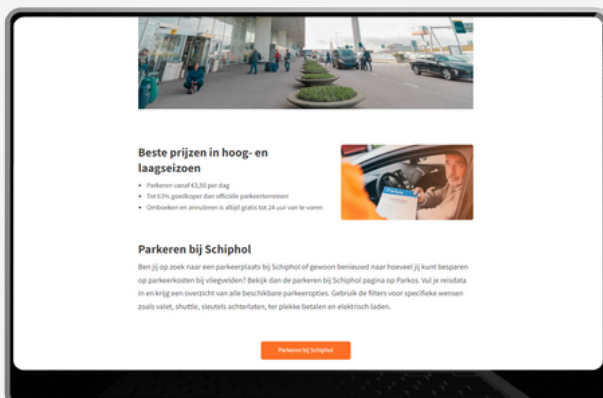 Beste prijzen in hoog- en
laagseizoen
• Parkeren vanaf €3,50 per dag
• Tot 63% goedkoper dan officiële parkeerterreinen
• Omboeken en annuleren is altijd gratis tot 24 uur van te voren
Parkos
Parkeren bij Schiphol
Ben jij op zoek naar een parkeerplaats bij Schiphol of gewoon benieuwd naar hoeveel jij kunt besparen
op parkeerkosten bij vliegvelden? Bekijk dan de parkeren bij Schiphol pagina op Parkos. Vul je reisdata
in en krijg een overzicht van alle beschikbare parkeeropties. Gebruik de filters voor specifieke wensen
zoals valet, shuttle, sleutels achterlaten, ter plekke betalen en elektrisch laden.
Parkeren bij Schiphol